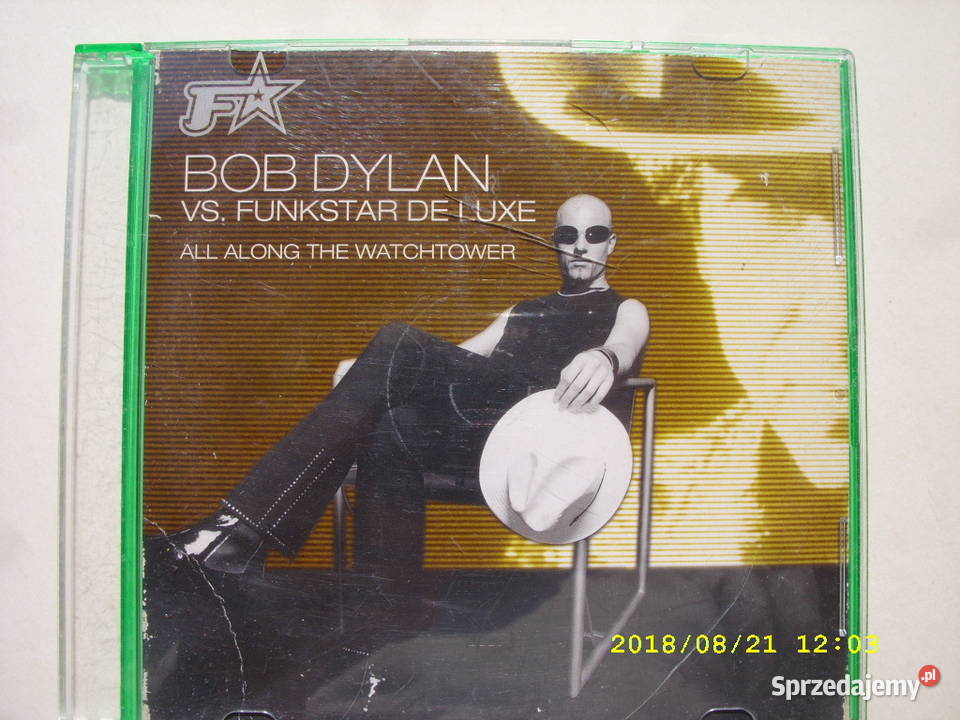 F
BOB DYLAN
VS. FUNKSTAR DE LUXE
ALL ALONG THE WATCHTOWER
2018/08/21 12:03
Sprzedajemy.pl